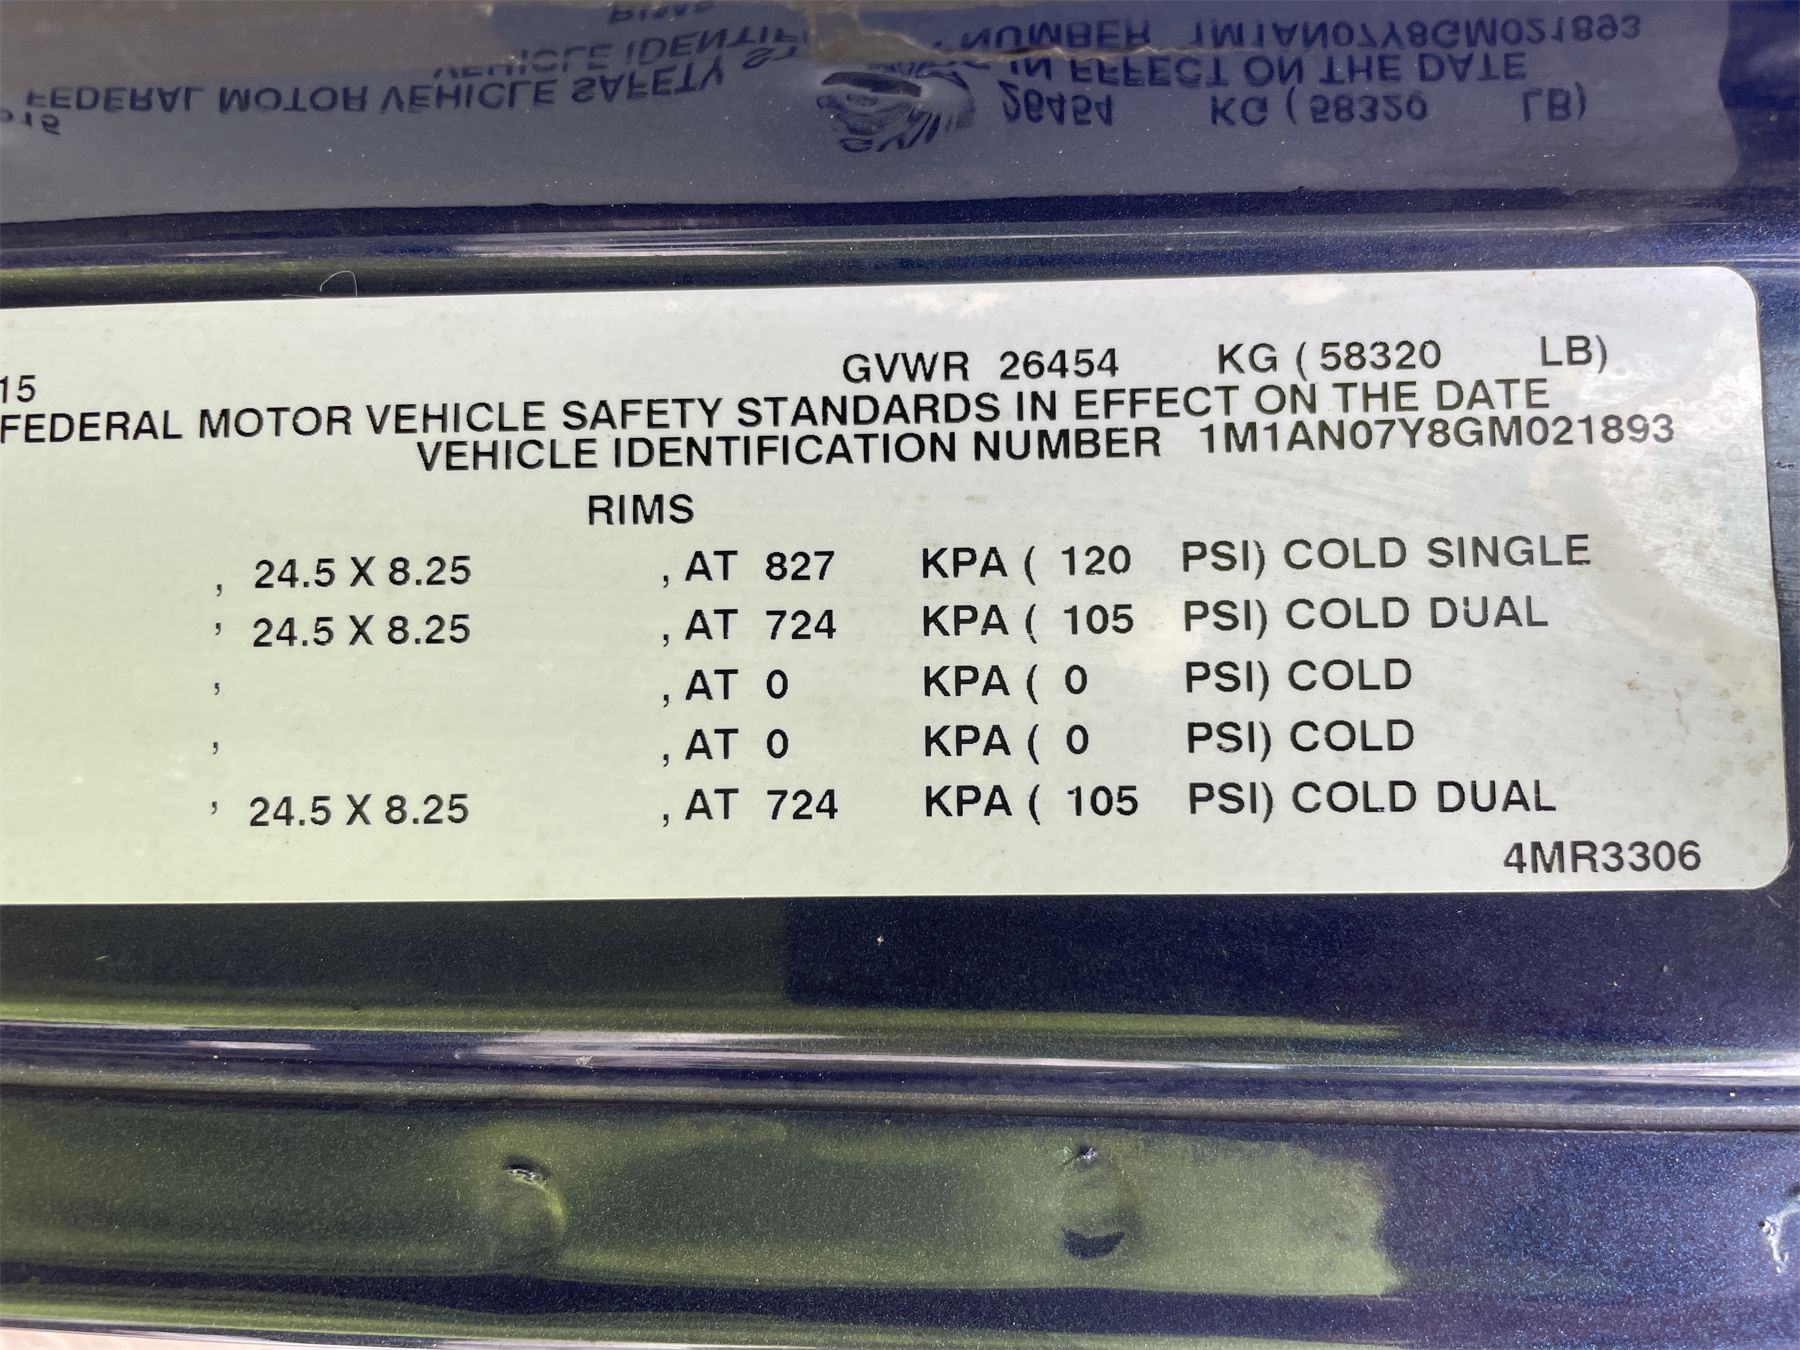 15 GVWR 26454 KG ( 58320 LB)
FEDERAL MOTOR VEHICLE SAFETY STANDARDS IN EFFECT ON THE DATE
VEHICLE IDENTIFICATION NUMBER 1M1AN07Y8GM021893
RIMS
, 24.5 X 8.25 , AT 827 KPA ( 120 PSI) COLD SINGLE
, 24.5 X 8.25 , AT 724 KPA ( 105 PSI) COLD DUAL
, , AT 0 KPA ( 0 PSI) COLD
, , AT 0 KPA ( 0 PSI) COLD
, 24.5 X 8.25 , AT 724 KPA ( 105 PSI) COLD DUAL
4MR3306